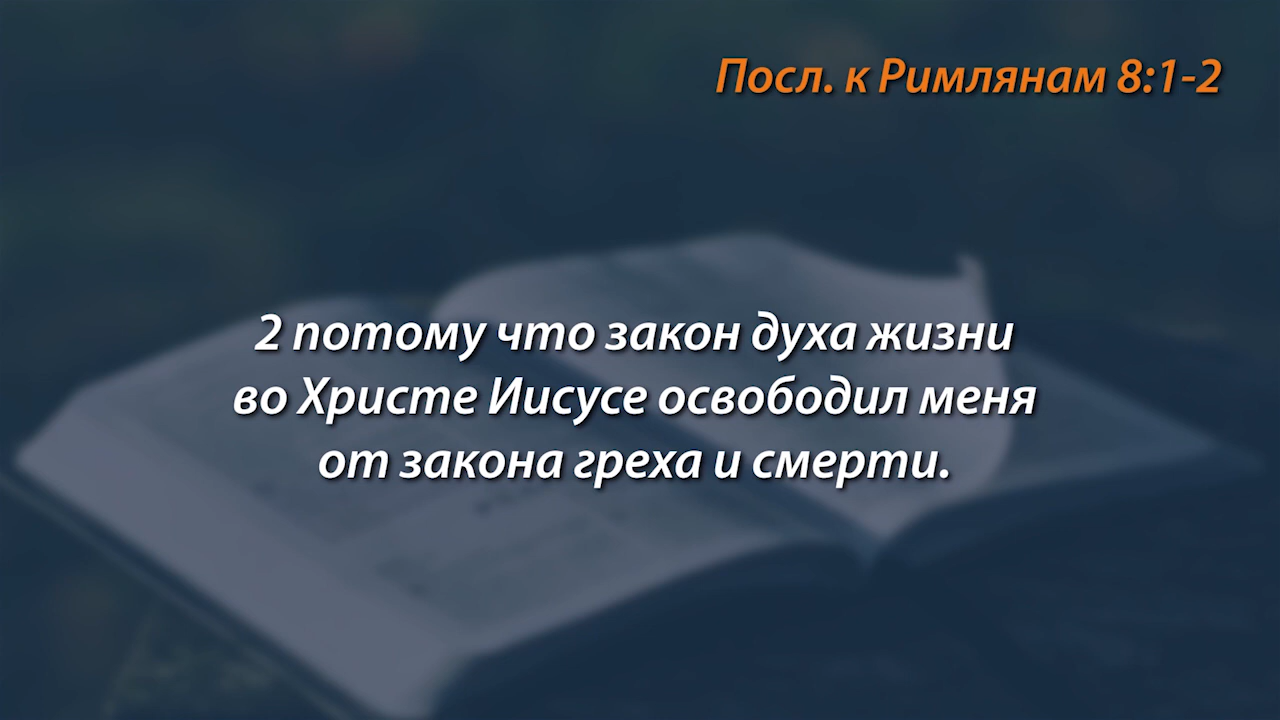 Посл. к Римлянам 8:1-2
2 потому что закон духа жизни
во Христе Иисусе освободил меня
от закона греха и смерти.